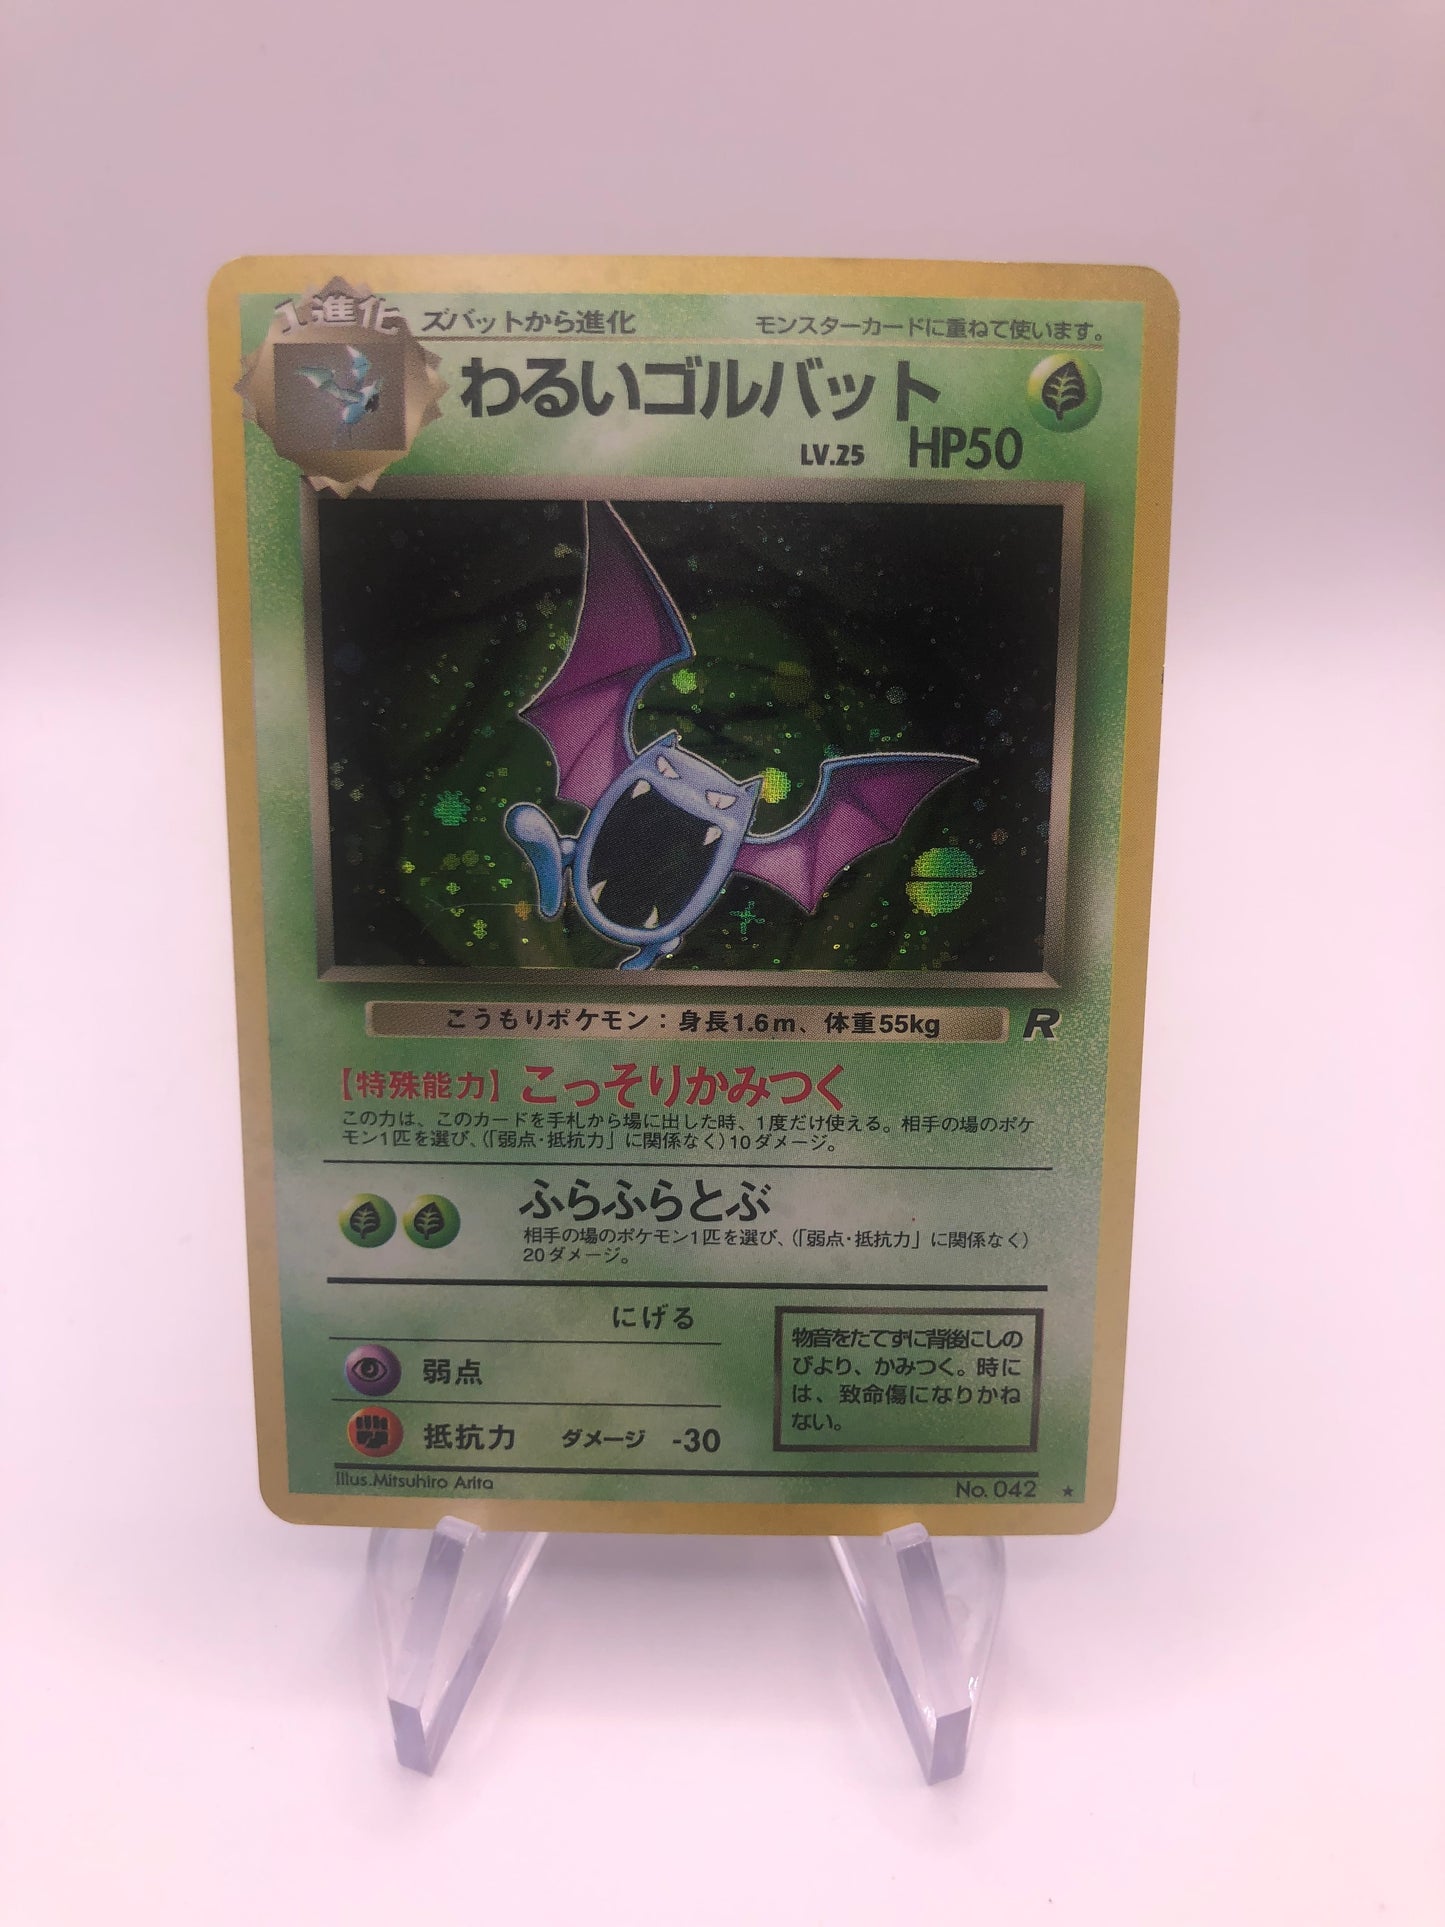 1進化
ズバットから進化
モンスターカードに重ねて使います。
わるいゴルバット
LV.25 HP50
こうもりポケモン：身長1.6m、体重55kg R
【特殊能力】こっそりかみつく
この力は、このカードを手札から場に出した時、1度だけ使える。相手の場のポケ
モン1匹を選び、（「弱点・抵抗力」に関係なく）10ダメージ。
ふらふらとぶ
相手の場のポケモン1匹を選び、（「弱点・抵抗力」に関係なく）
20ダメージ。
にげる
弱点
抵抗力 ダメージ -30
物音をたてずに背後にしの
びより、かみつく。時に
は、致命傷になりかね
ない。
Illus.Mitsuhiro Arita
No. 042 ★